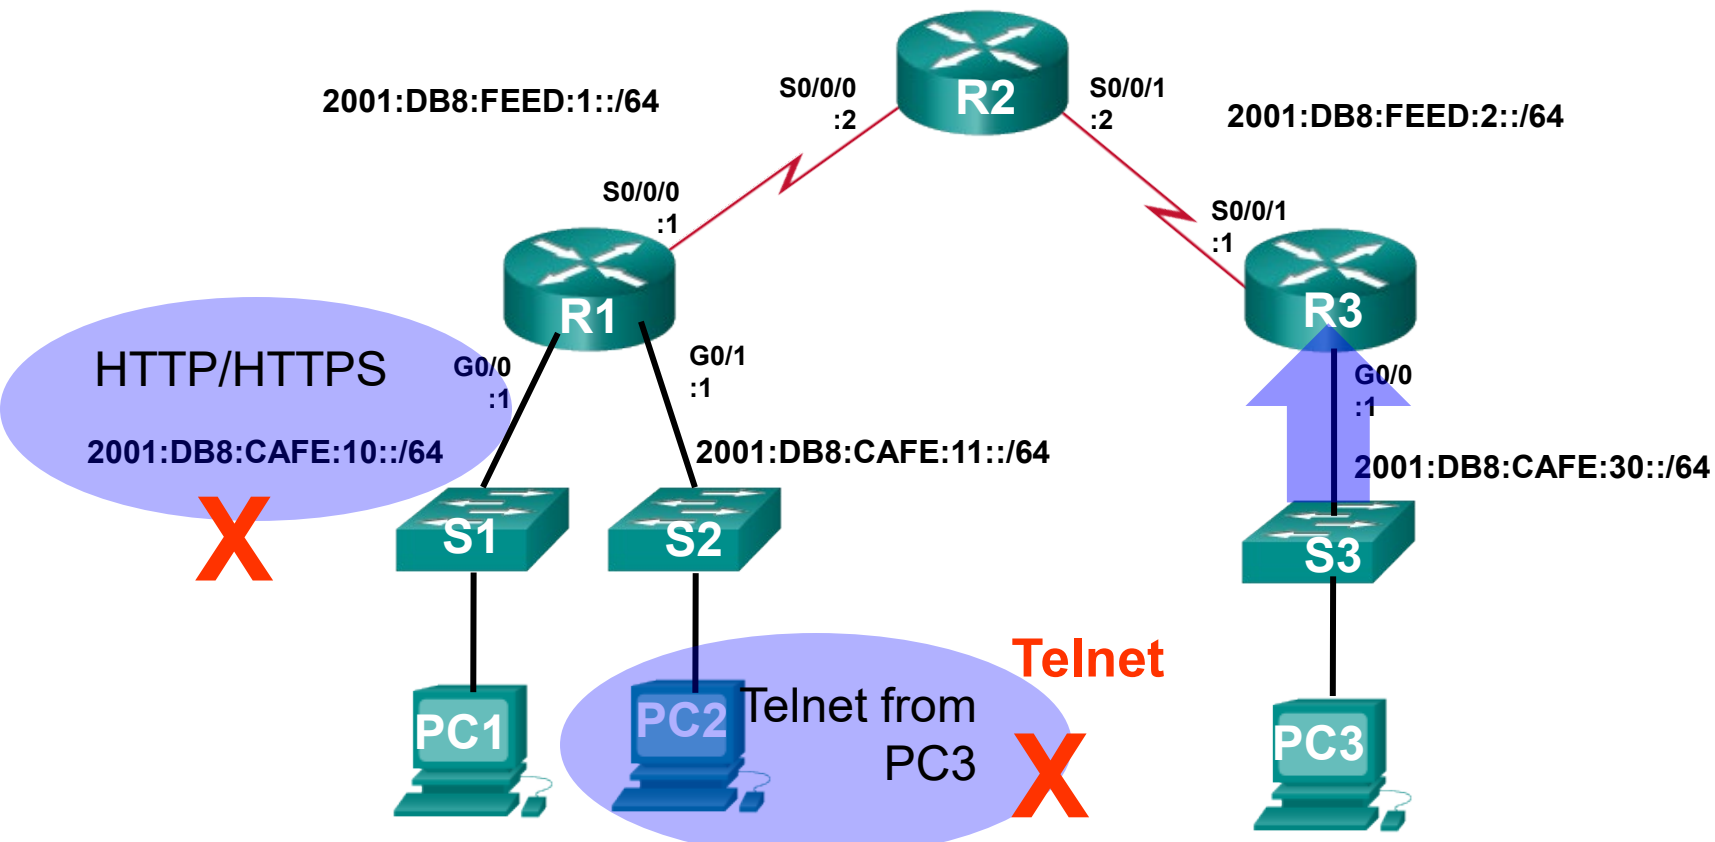 R2
S0/0/0
:2
S0/0/1
:2
2001:DB8:FEED:1::/64
2001:DB8:FEED:2::/64
S0/0/0
:1
S0/0/1
:1
R1
R3
HTTP/HTTPS
G0/0
:1
G0/1
:1
G0/0
:1
2001:DB8:CAFE:10::/64
2001:DB8:CAFE:11::/64
2001:DB8:CAFE:30::/64
X
S1
S2
S3
Telnet
PC1
PC2
Telnet from
PC3
X
PC3